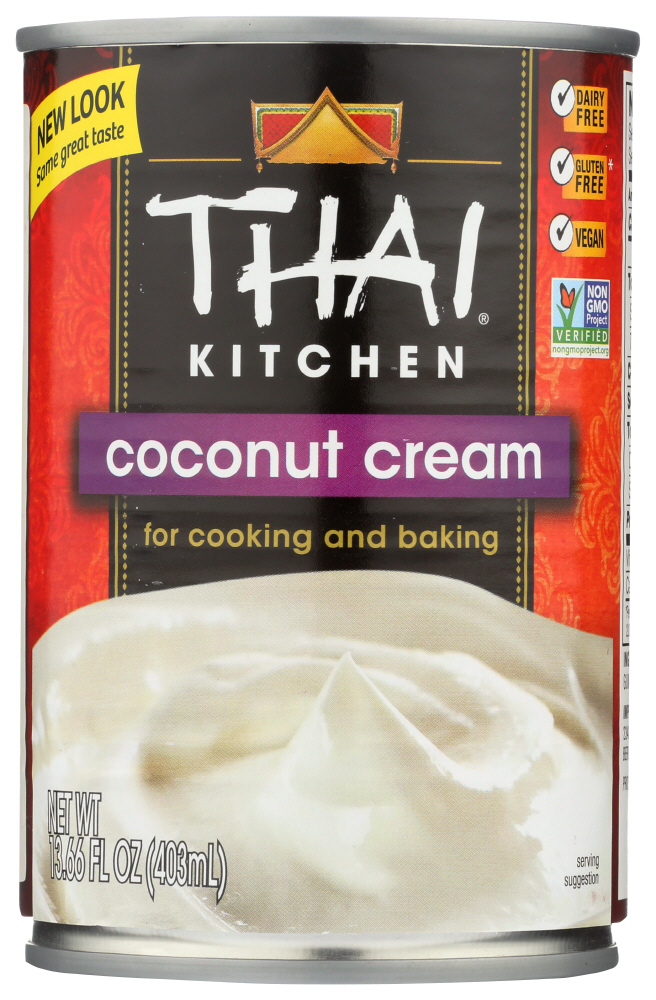 NEW LOOK
Same great taste
THAI®
KITCHEN
coconut cream
for cooking and baking
DAIRY
FREE
GLUTEN
FREE*
VEGAN
NON
GMO
Project
VERIFIED
nongmoproject.org
NET WT
13.66 FL OZ (403mL)
serving
suggestion